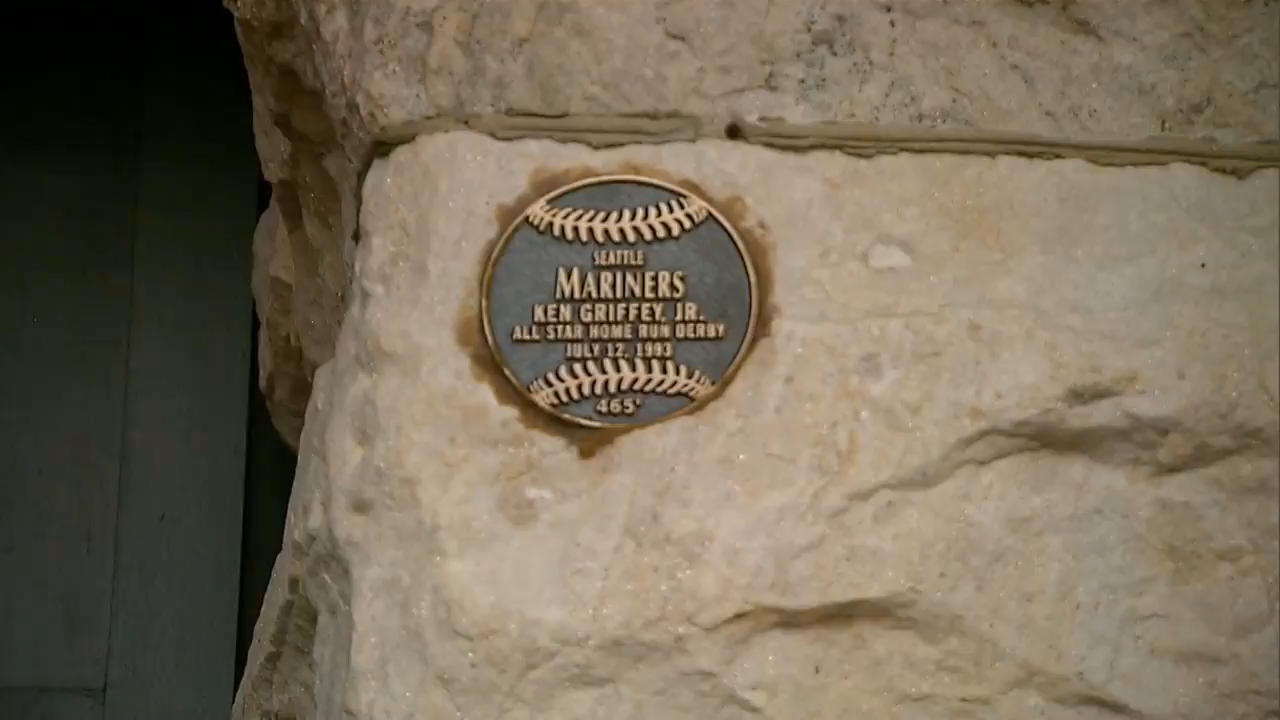 SEATTLE
MARINERS
KEN GRIFFEY, JR.
ALL STAR HOME RUN DERBY
JULY 12, 1993
465'